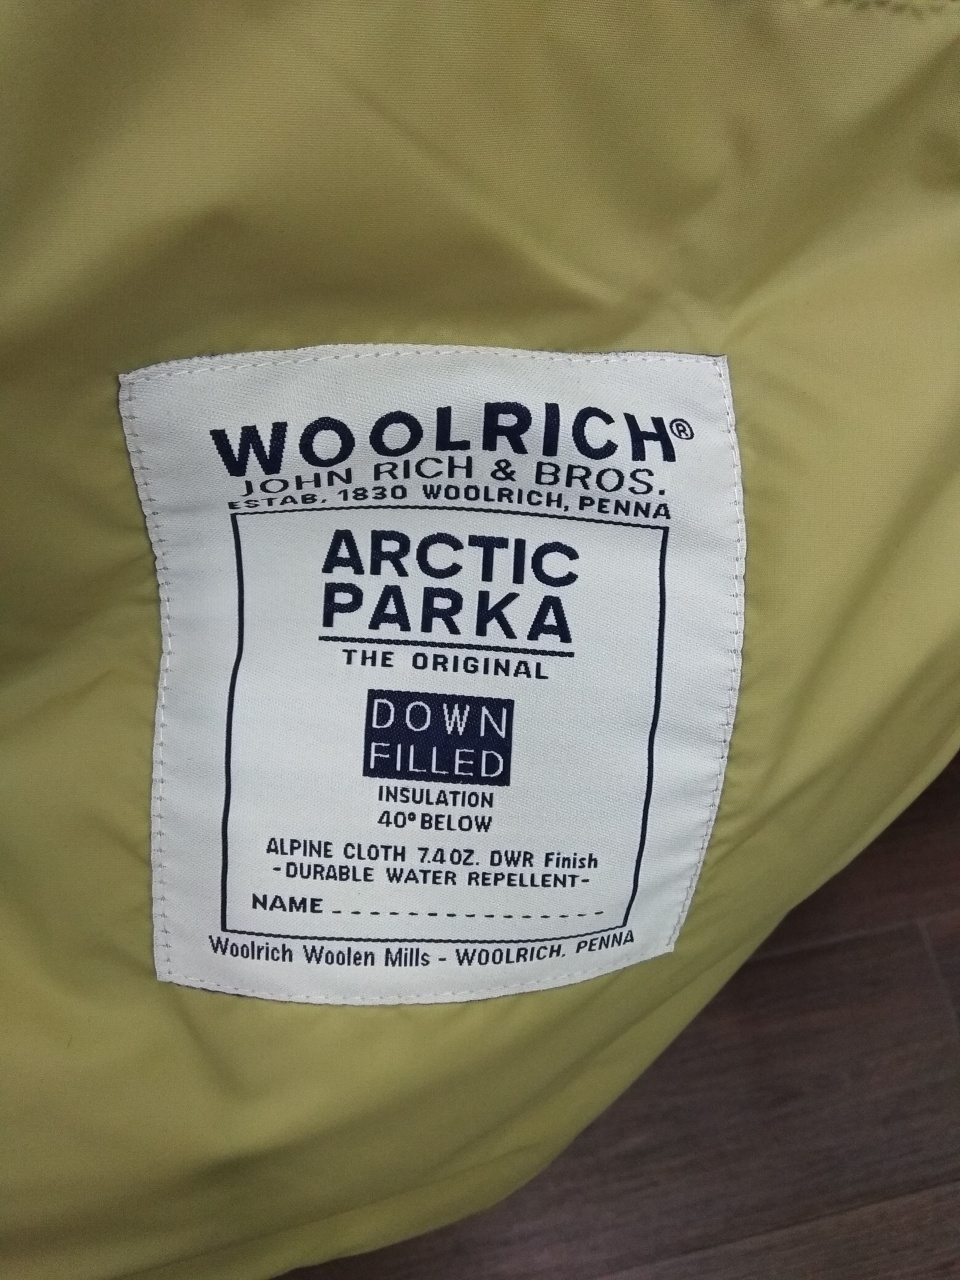 WOOLRICH®
JOHN RICH & BROS.
ESTAB. 1830 WOOLRICH, PENNA
ARCTIC
PARKA
THE ORIGINAL
DOWN
FILLED
INSULATION
40° BELOW
ALPINE CLOTH 7.4 OZ. DWR Finish
-DURABLE WATER REPELLENT-
NAME - - - - - - - - - - - - - - -
Woolrich Woolen Mills - WOOLRICH. PENNA